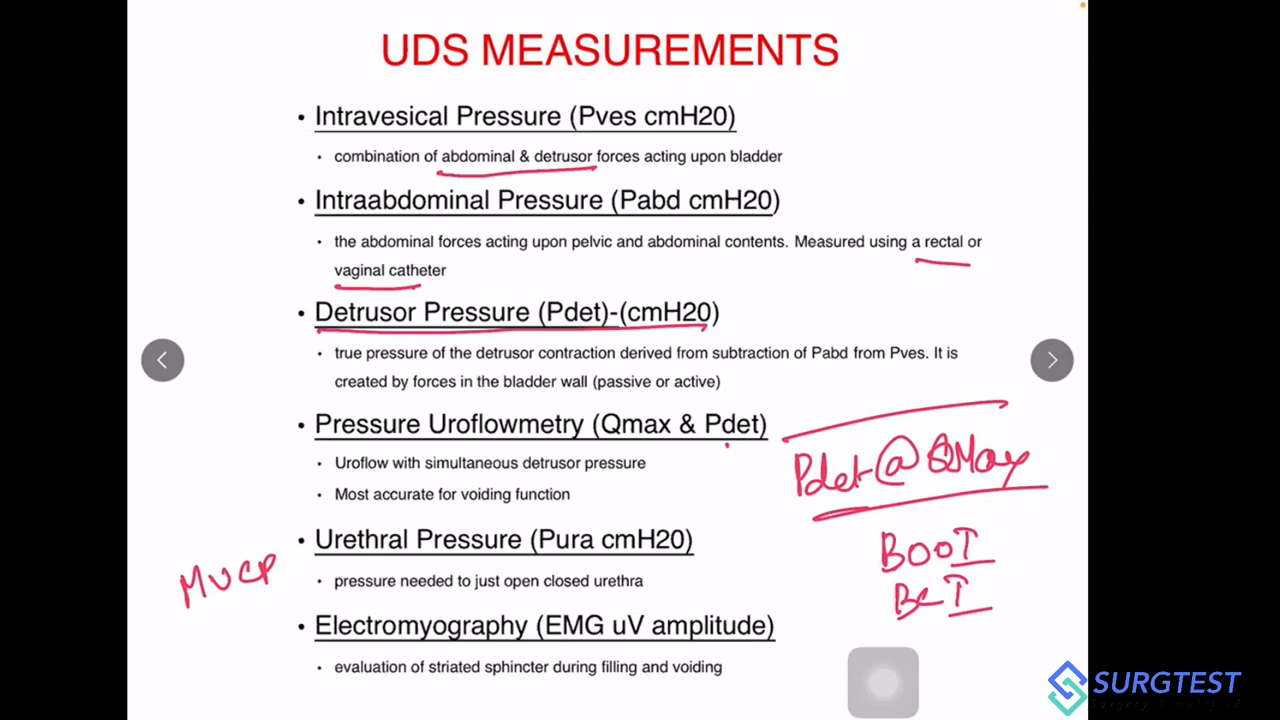 UDS MEASUREMENTS
• Intravesical Pressure (Pves cmH20)
• combination of abdominal & detrusor forces acting upon bladder
• Intraabdominal Pressure (Pabd cmH20)
• the abdominal forces acting upon pelvic and abdominal contents. Measured using a rectal or
vaginal catheter
• Detrusor Pressure (Pdet)-(cmH20)
• true pressure of the detrusor contraction derived from subtraction of Pabd from Pves. It is
created by forces in the bladder wall (passive or active)
• Pressure Uroflowmetry (Qmax & Pdet)
Pdet@QMax
• Uroflow with simultaneous detrusor pressure
• Most accurate for voiding function
• Urethral Pressure (Pura cmH20)
BOOI
MUCP
• pressure needed to just open closed urethra
BCI
• Electromyography (EMG uV amplitude)
• evaluation of striated sphincter during filling and voiding
SURGTEST